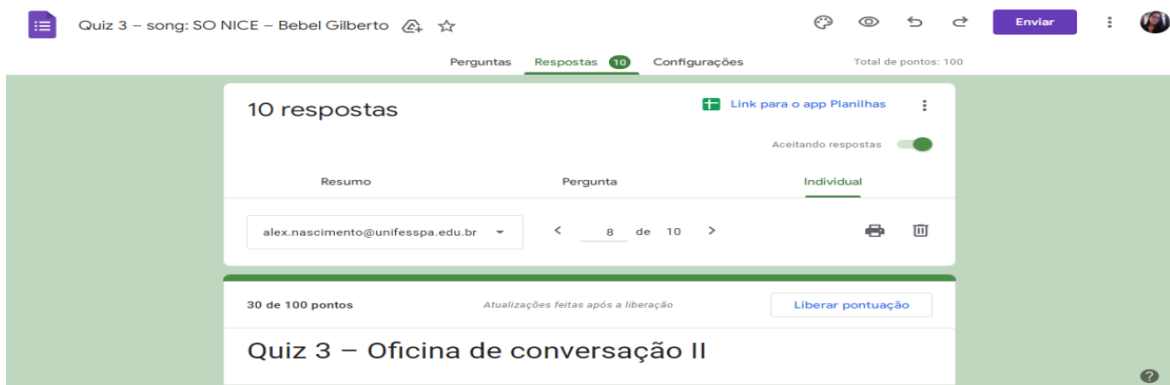 Quiz 3 – song: SO NICE – Bebel Gilberto
Enviar
Perguntas Respostas 10 Configurações Total de pontos: 100
10 respostas Link para o app Planilhas
Aceitando respostas
Resumo Pergunta Individual
alex.nascimento@unifesspa.edu.br 8 de 10
30 de 100 pontos Atualizações feitas após a liberação Liberar pontuação
Quiz 3 – Oficina de conversação II